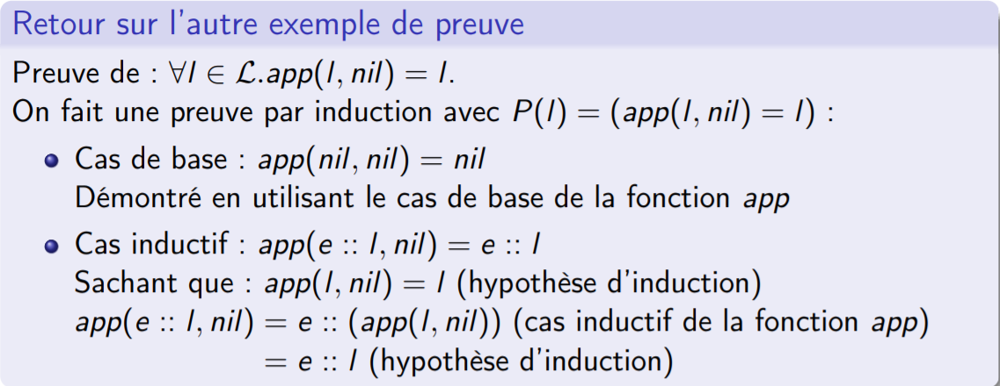 Retour sur l'autre exemple de preuve
Preuve de : ∀l ∈ ℒ.app(l, nil) = l.
On fait une preuve par induction avec P(l) = (app(l, nil) = l) :
Cas de base : app(nil, nil) = nil
Démontré en utilisant le cas de base de la fonction app
Cas inductif : app(e :: l, nil) = e :: l
Sachant que : app(l, nil) = l (hypothèse d'induction)
app(e :: l, nil) = e :: (app(l, nil)) (cas inductif de la fonction app)
= e :: l (hypothèse d'induction)